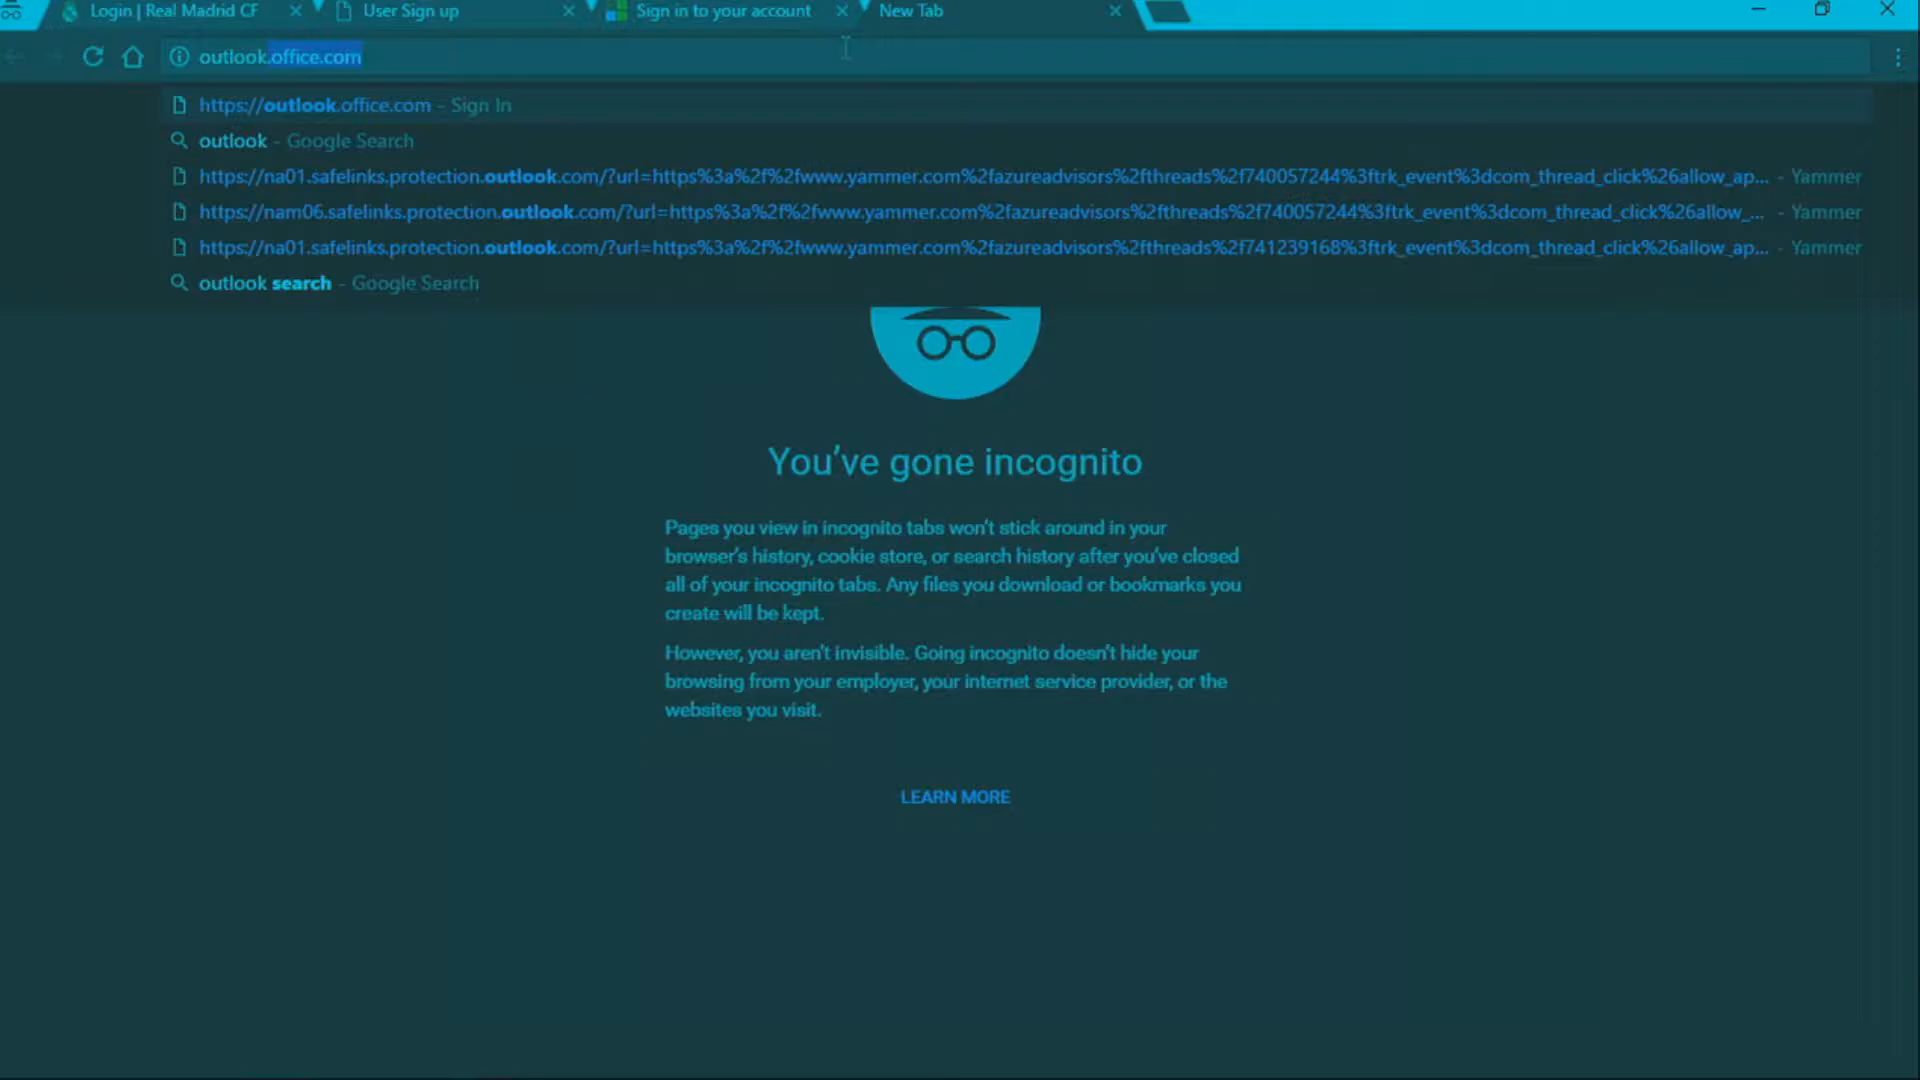 Login | Real Madrid CF
User Sign up
Sign in to your account
New Tab
outlook.office.com
https://outlook.office.com - Sign In
outlook - Google Search
https://na01.safelinks.protection.outlook.com/?url=https%3a%2f%2fwww.yammer.com%2fazureadvisors%2fthreads%2f740057244%3ftrk_event%3dcom_thread_click%26allow_ap... - Yammer
https://nam06.safelinks.protection.outlook.com/?url=https%3a%2f%2fwww.yammer.com%2fazureadvisors%2fthreads%2f740057244%3ftrk_event%3dcom_thread_click%26allow_... - Yammer
https://na01.safelinks.protection.outlook.com/?url=https%3a%2f%2fwww.yammer.com%2fazureadvisors%2fthreads%2f741239168%3ftrk_event%3dcom_thread_click%26allow_ap... - Yammer
outlook search - Google Search
You've gone incognito
Pages you view in incognito tabs won't stick around in your
browser's history, cookie store, or search history after you've closed
all of your incognito tabs. Any files you download or bookmarks you
create will be kept.
However, you aren't invisible. Going incognito doesn't hide your
browsing from your employer, your internet service provider, or the
websites you visit.
LEARN MORE